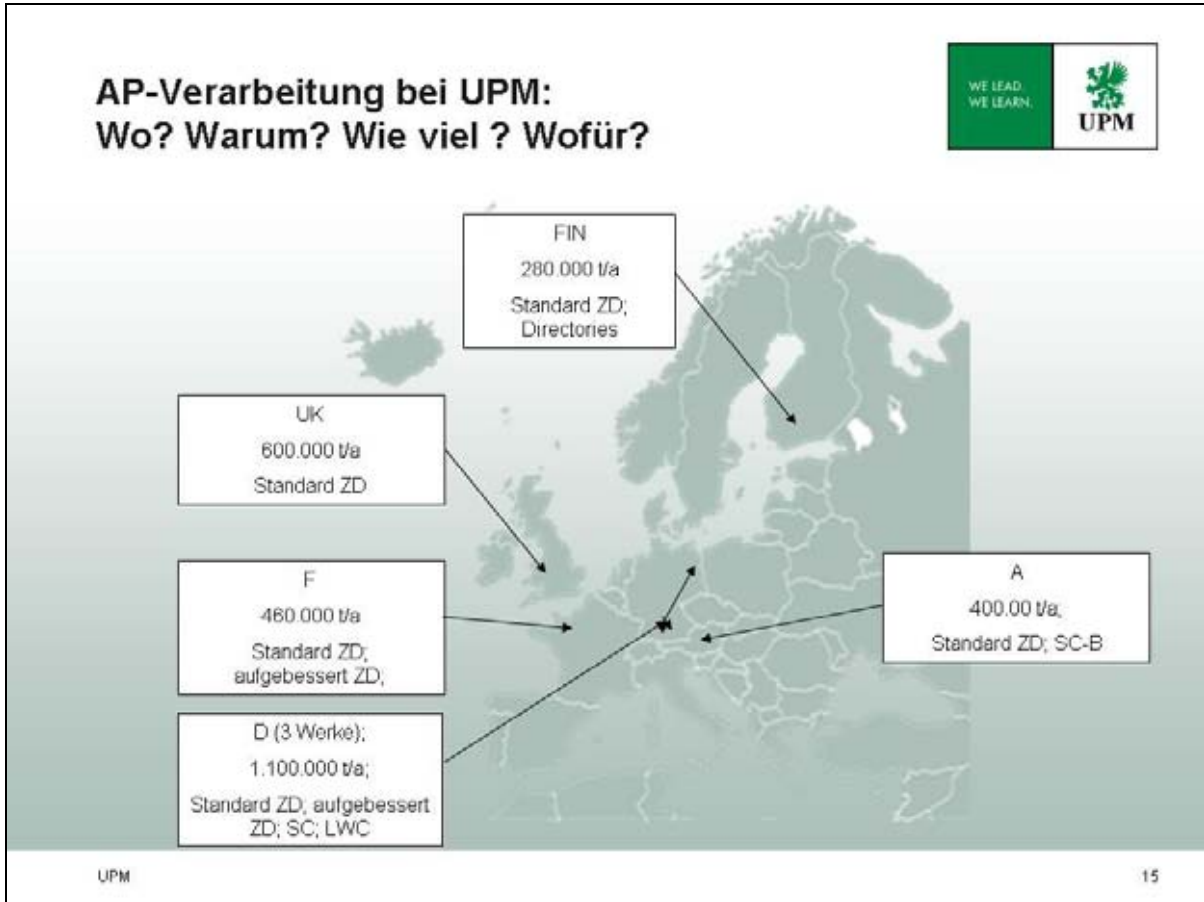 AP-Verarbeitung bei UPM:
Wo? Warum? Wie viel ? Wofür?
WE LEAD.
WE LEARN.
UPM
FIN
280.000 t/a
Standard ZD;
Directories
UK
600.000 t/a
Standard ZD
F
460.000 t/a
Standard ZD;
aufgebessert ZD;
A
400.00 t/a;
Standard ZD; SC-B
D (3 Werke);
1.100.000 t/a;
Standard ZD; aufgebessert
ZD; SC; LWC
UPM
15